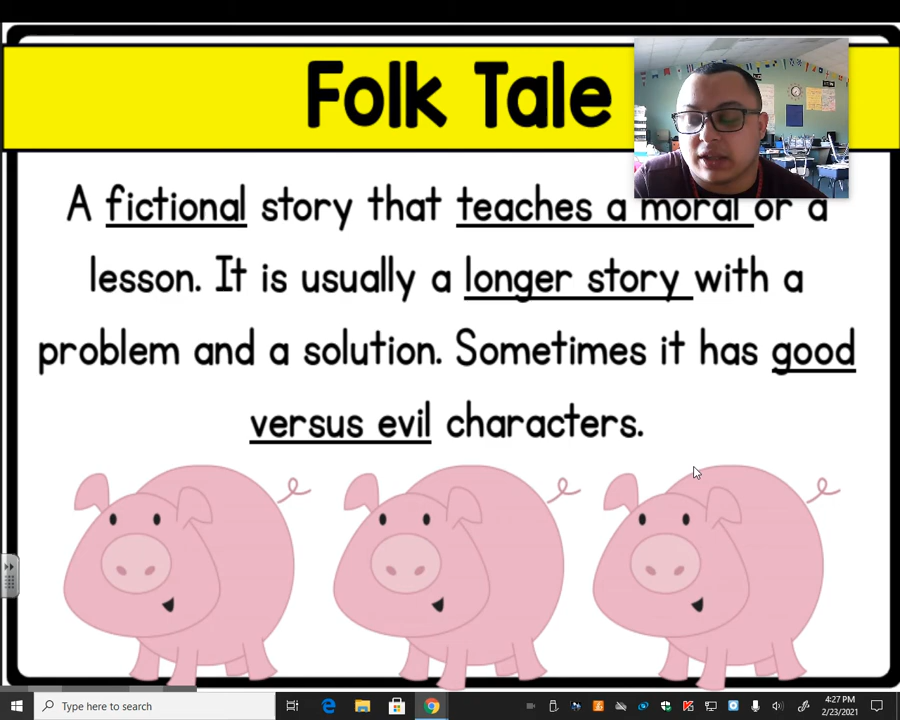 Folk Tale
A fictional story that teaches a moral or a
lesson. It is usually a longer story with a
problem and a solution. Sometimes it has good
versus evil characters.
Type here to search
4:27 PM
2/23/2021